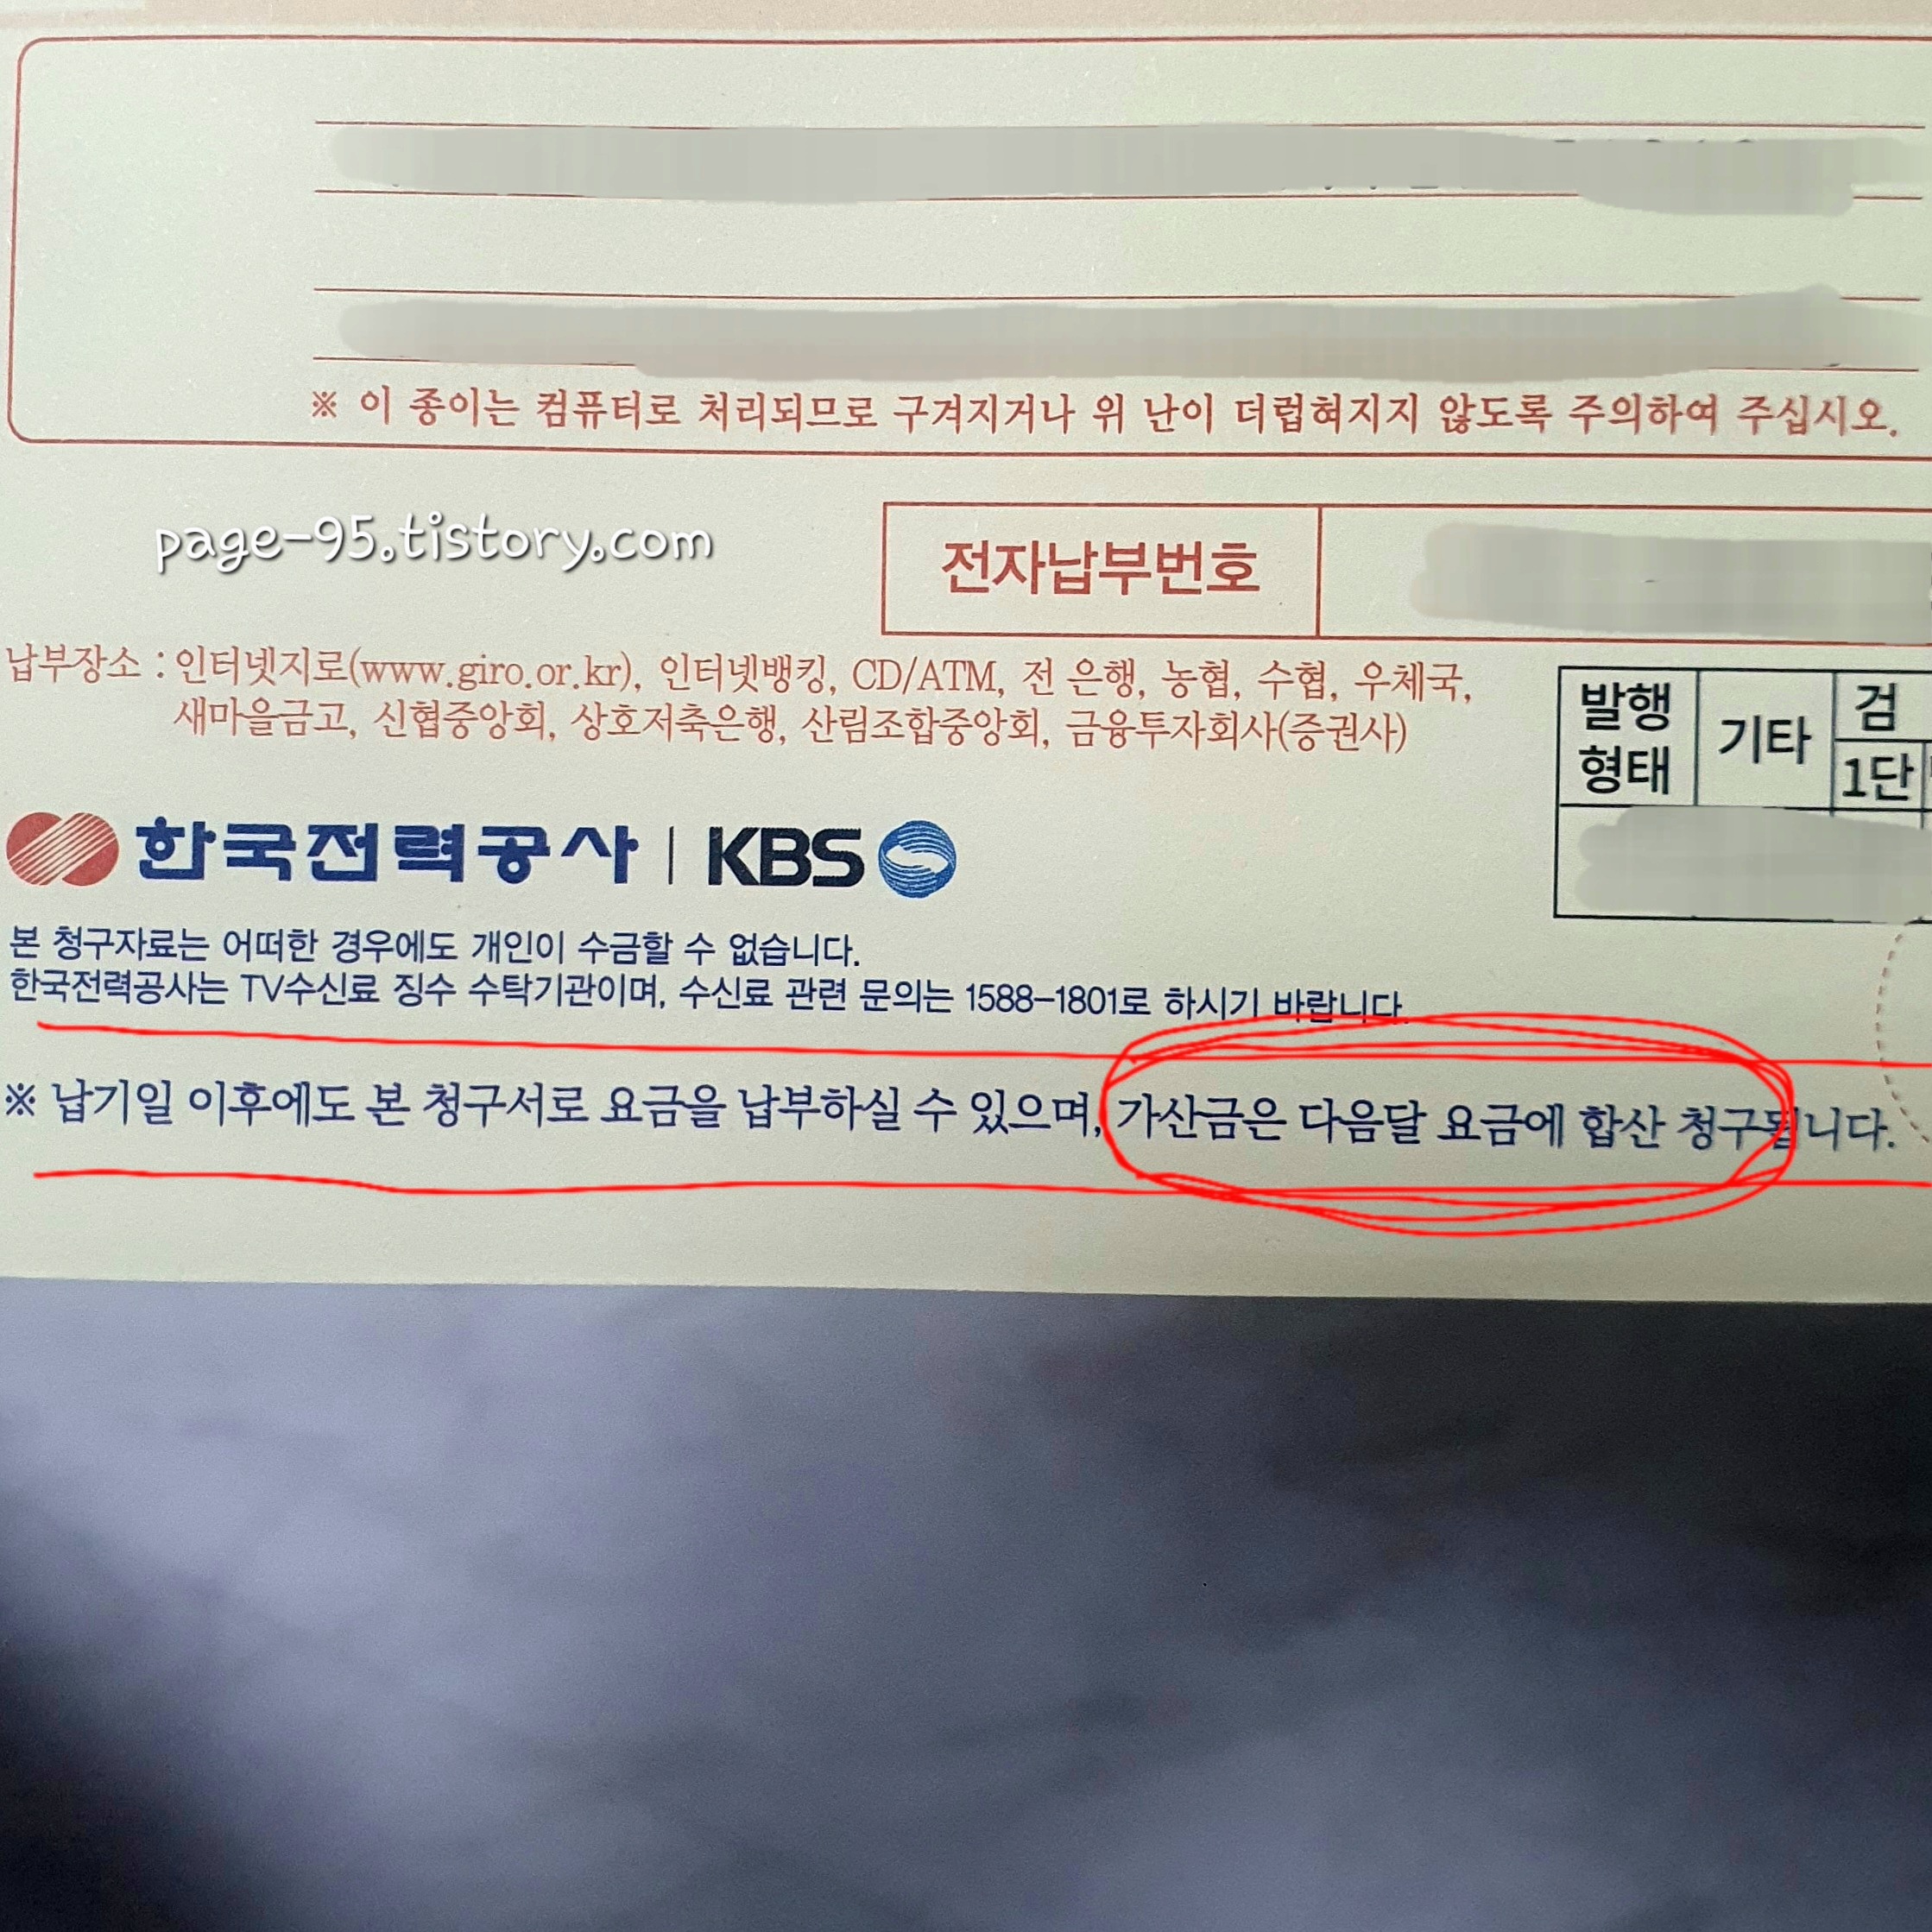 ※ 이 종이는 컴퓨터로 처리되므로 구겨지거나 위 난이 더럽혀지지 않도록 주의하여 주십시오.
page-95.tistory.com
전자납부번호
납부장소 : 인터넷지로(www.giro.or.kr), 인터넷뱅킹, CD/ATM, 전 은행, 농협, 수협, 우체국,
새마을금고, 신협중앙회, 상호저축은행, 산림조합중앙회, 금융투자회사(증권사)
발행 형태
기타
검
1단
한국전력공사 | KBS
본 청구자료는 어떠한 경우에도 개인이 수금할 수 없습니다.
한국전력공사는 TV수신료 징수 수탁기관이며, 수신료 관련 문의는 1588-1801로 하시기 바랍니다.
※ 납기일 이후에도 본 청구서로 요금을 납부하실 수 있으며, 가산금은 다음달 요금에 합산 청구됩니다.